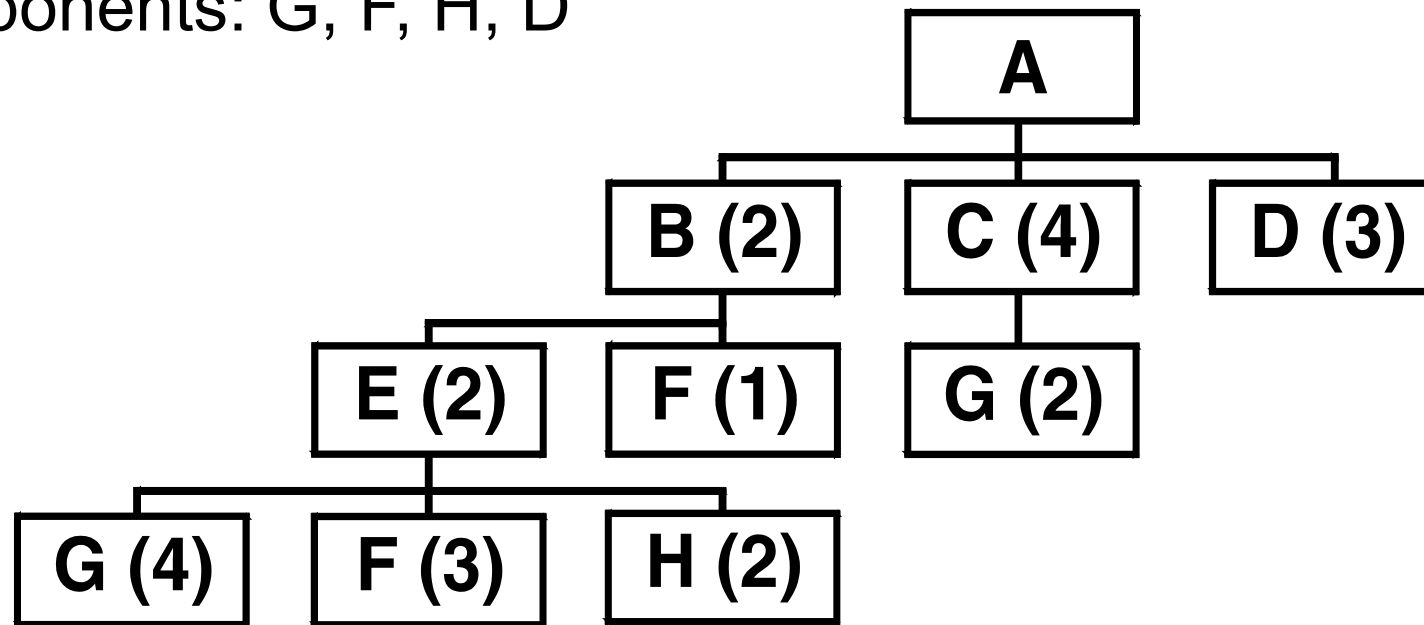 ponents: G, F, H, D
A
B (2) C (4) D (3)
E (2) F (1) G (2)
G (4) F (3) H (2)